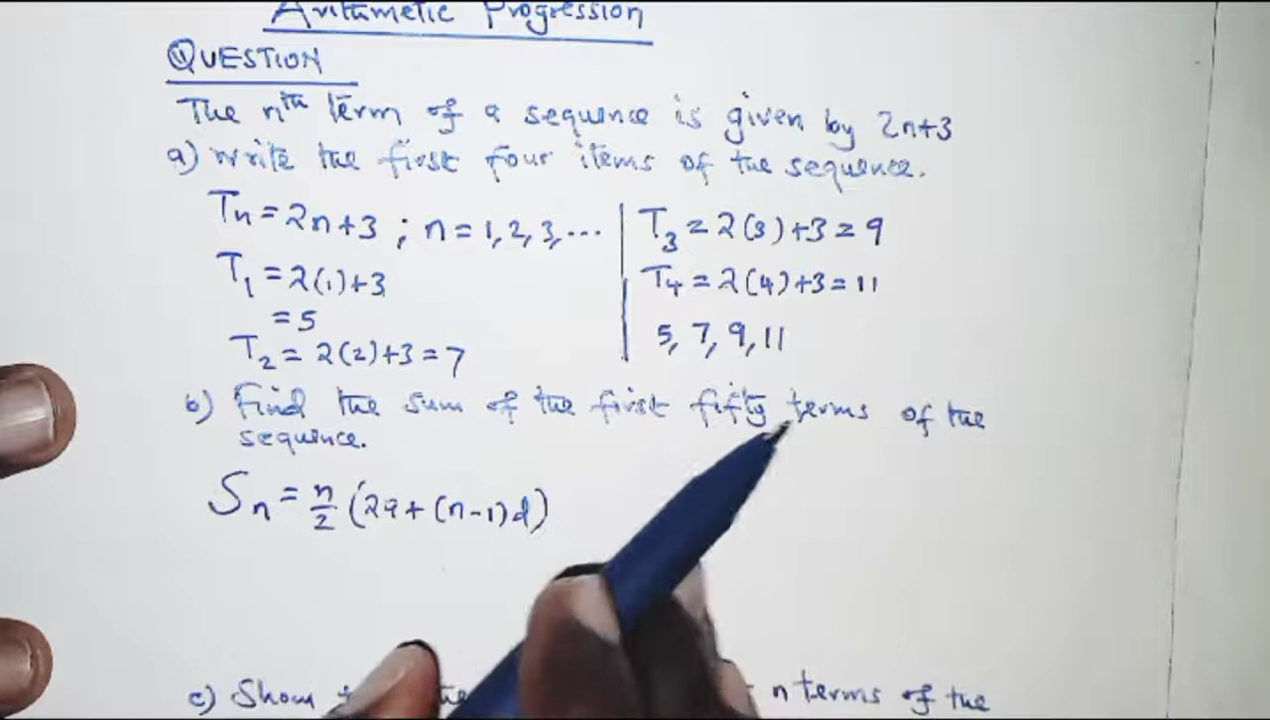 Arithmetic Progression
QUESTION
The nth term of a sequence is given by 2n+3
a) Write the first four items of the sequence.
Tn = 2n+3 ; n = 1, 2, 3, ...
T1 = 2(1)+3
= 5
T2 = 2(2)+3 = 7
T3 = 2(3)+3 = 9
T4 = 2(4)+3 = 11
5, 7, 9, 11
b) Find the sum of the first fifty terms of the
sequence.
Sn = n/2 (2a + (n-1)d)
c) Show n terms of the